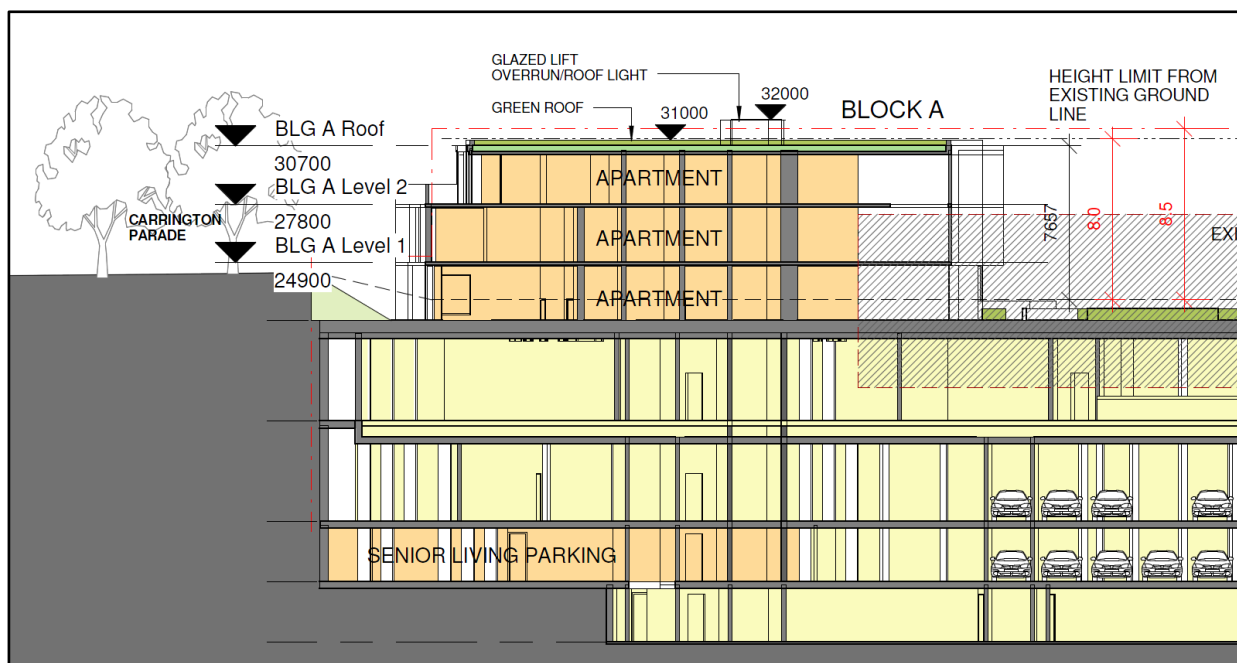 GLAZED LIFT
OVERRUN/ROOF LIGHT
GREEN ROOF
31000
32000
BLOCK A
HEIGHT LIMIT FROM
EXISTING GROUND
LINE
BLG A Roof
30700
BLG A Level 2
27800
BLG A Level 1
24900
CARRINGTON
PARADE
APARTMENT
APARTMENT
APARTMENT
7657
8.0
8.5
EXI
SENIOR LIVING PARKING